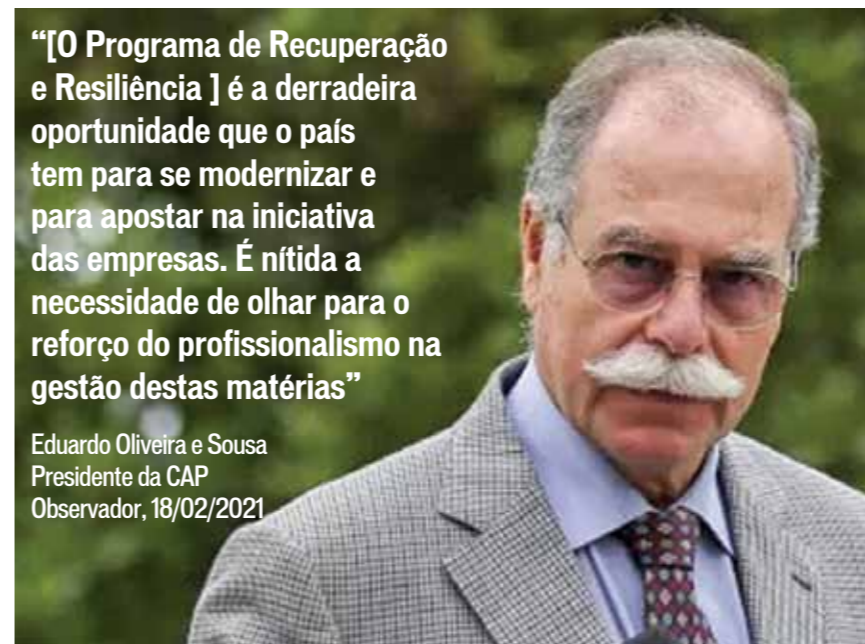 “[O Programa de Recuperação
e Resiliência ] é a derradeira
oportunidade que o país
tem para se modernizar e
para apostar na iniciativa
das empresas. É nítida a
necessidade de olhar para o
reforço do profissionalismo na
gestão destas matérias”
Eduardo Oliveira e Sousa
Presidente da CAP
Observador, 18/02/2021